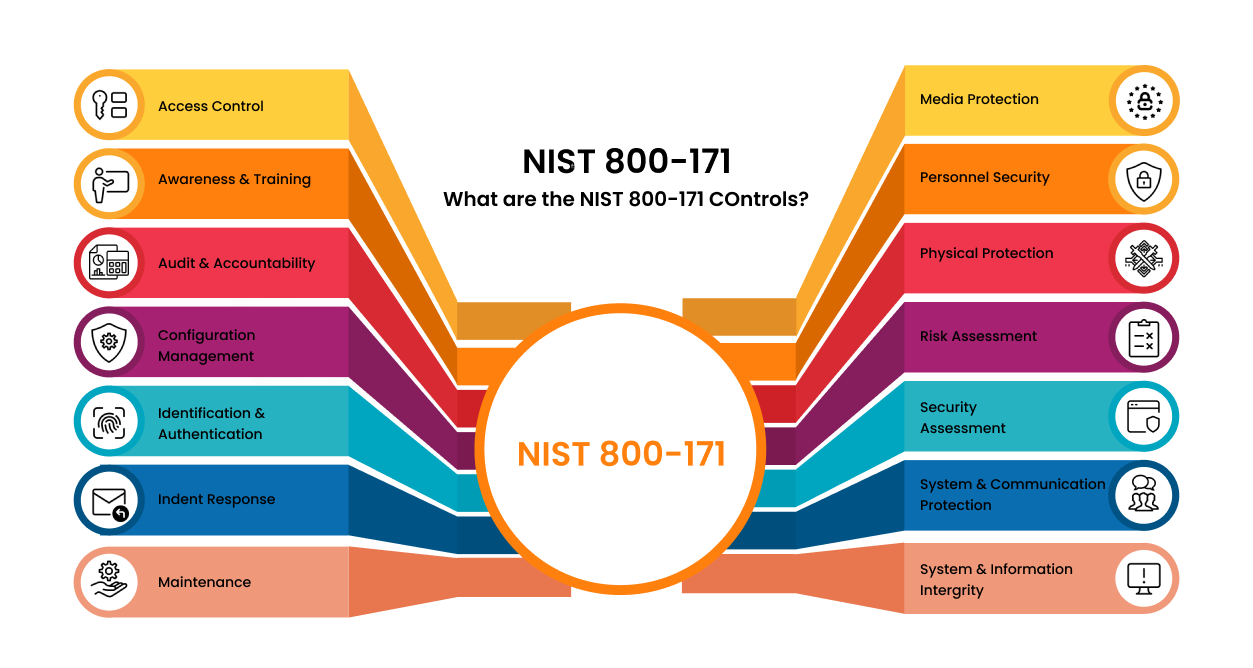 NIST 800-171
What are the NIST 800-171 COntrols?
Access Control
Awareness & Training
Audit & Accountability
Configuration
Management
Identification &
Authentication
Indent Response
Maintenance
NIST 800-171
Media Protection
Personnel Security
Physical Protection
Risk Assessment
Security
Assessment
System & Communication
Protection
System & Information
Intergrity